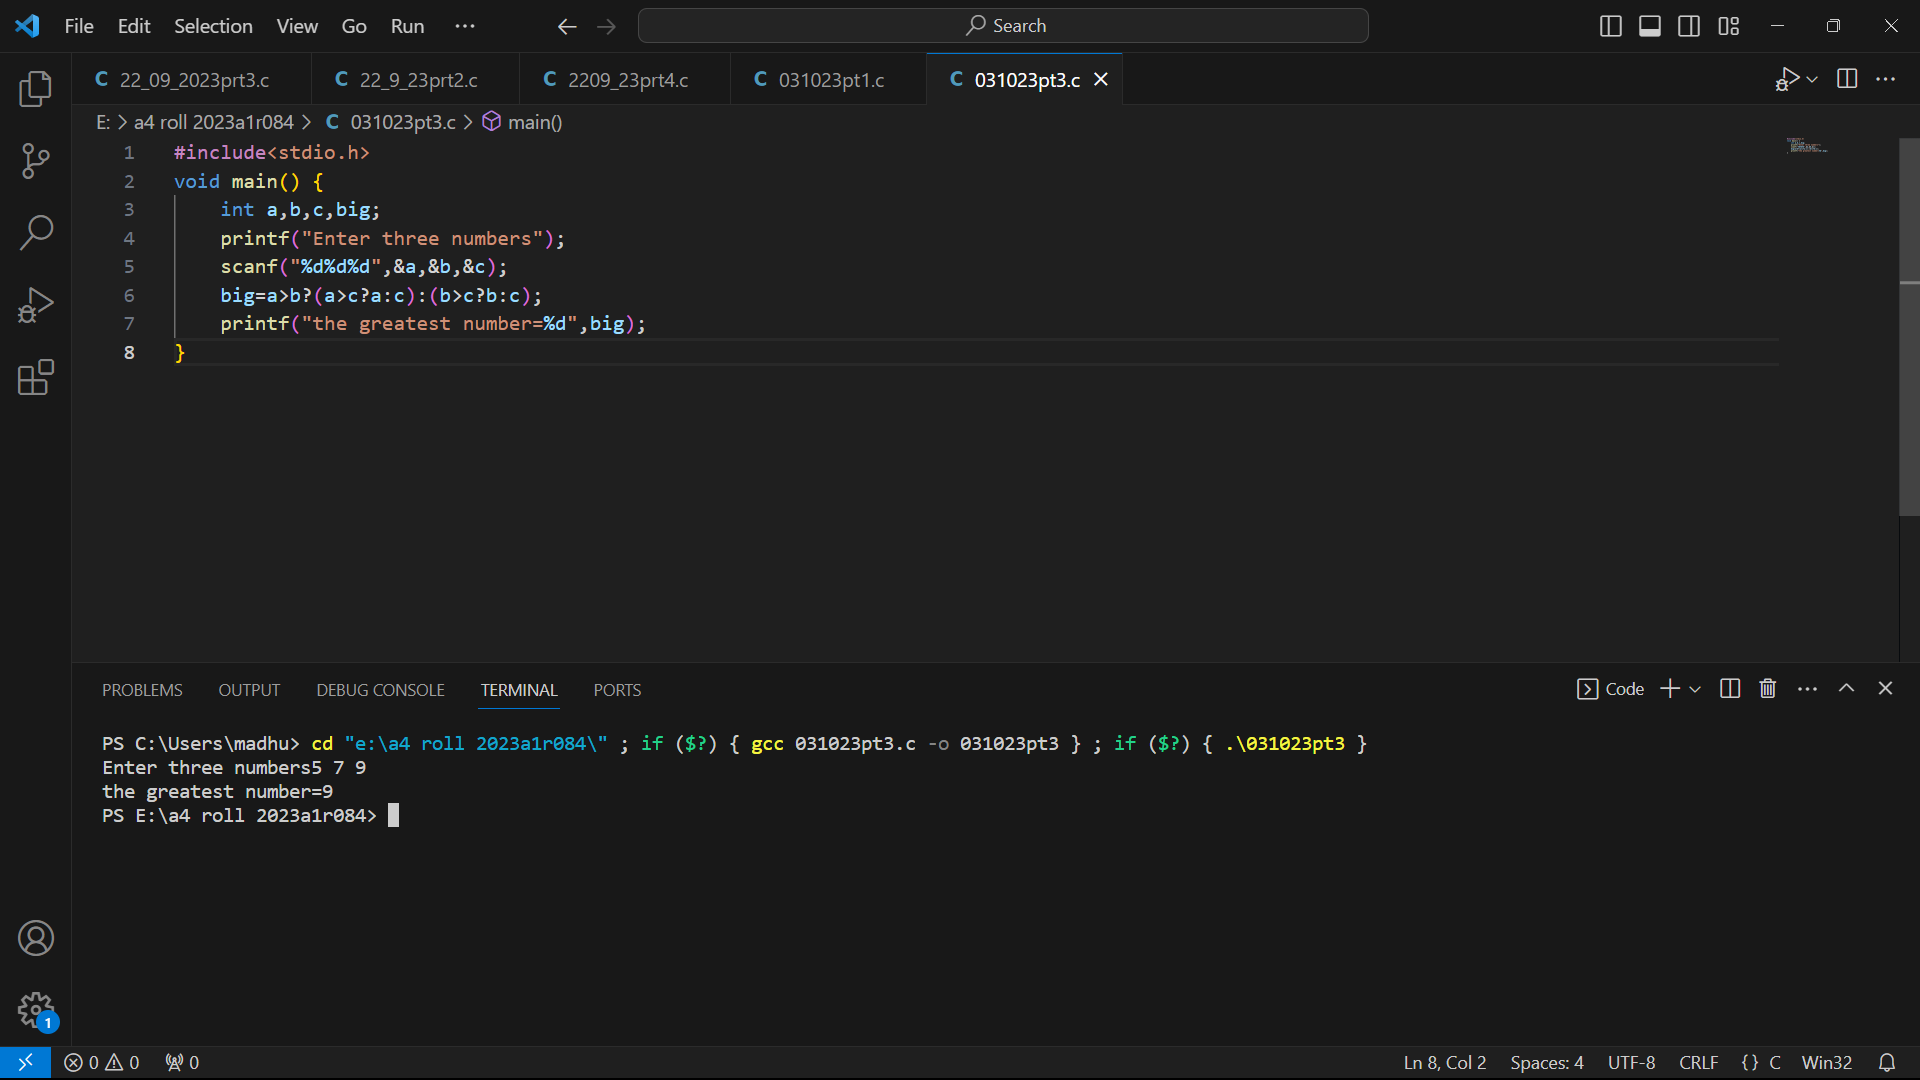 File Edit Selection View Go Run ··· Search
C 22_09_2023prt3.c C 22_9_23prt2.c C 2209_23prt4.c C 031023pt1.c C 031023pt3.c
E: > a4 roll 2023a1r084 > C 031023pt3.c > main()
1 #include<stdio.h>
2 void main() {
3 int a,b,c,big;
4 printf("Enter three numbers");
5 scanf("%d%d%d",&a,&b,&c);
6 big=a>b?(a>c?a:c):(b>c?b:c);
7 printf("the greatest number=%d",big);
8 }
PROBLEMS OUTPUT DEBUG CONSOLE TERMINAL PORTS Code
PS C:\Users\madhu> cd "e:\a4 roll 2023a1r084\" ; if ($?) { gcc 031023pt3.c -o 031023pt3 } ; if ($?) { .\031023pt3 }
Enter three numbers5 7 9
the greatest number=9
PS E:\a4 roll 2023a1r084>
1
0 0 0 Ln 8, Col 2 Spaces: 4 UTF-8 CRLF {} C Win32